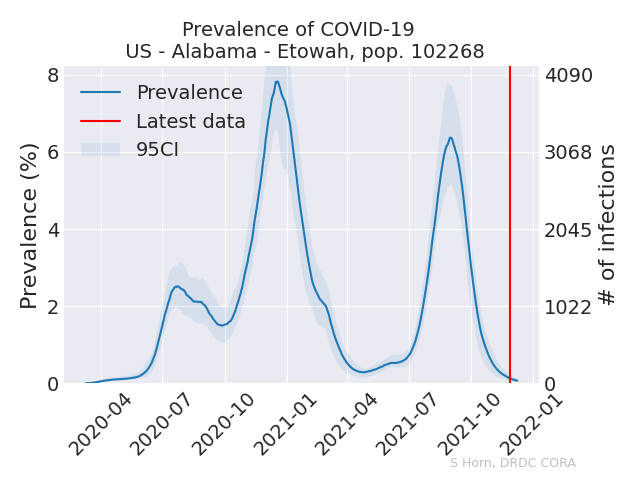 Prevalence of COVID-19
US - Alabama - Etowah, pop. 102268
Prevalence
Latest data
95CI
Prevalence (%)
8
6
4
2
0
4090
3068
2045
1022
0
# of infections
2020-04
2020-07
2020-10
2021-01
2021-04
2021-07
2021-10
2022-01
S Horn, DRDC CORA